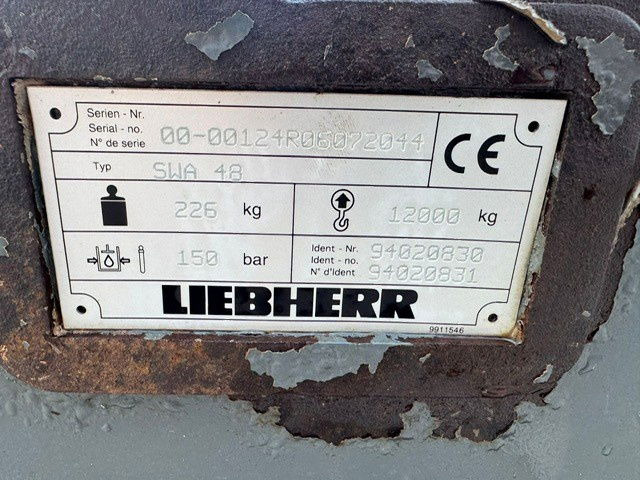 Serien - Nr.
Serial - no.
N° de serie
00-00124R06072044
Typ SWA 48
CE
226 kg
12000 kg
150 bar
Ident - Nr. 94020830
Ident - no.
N° d'Ident 94020831
LIEBHERR
9911546